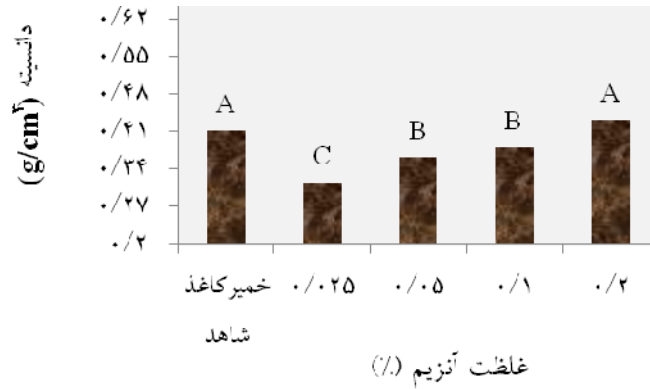 دانسیته (g/cm³)
۰/۶۲
۰/۵۵
۰/۴۸
۰/۴۱
۰/۳۴
۰/۲۷
۰/۲
A
C
B
B
A
خمیرکاغذ شاهد
۰/۰۲۵
۰/۰۵
۰/۱
۰/۲
غلظت آنزیم (٪)